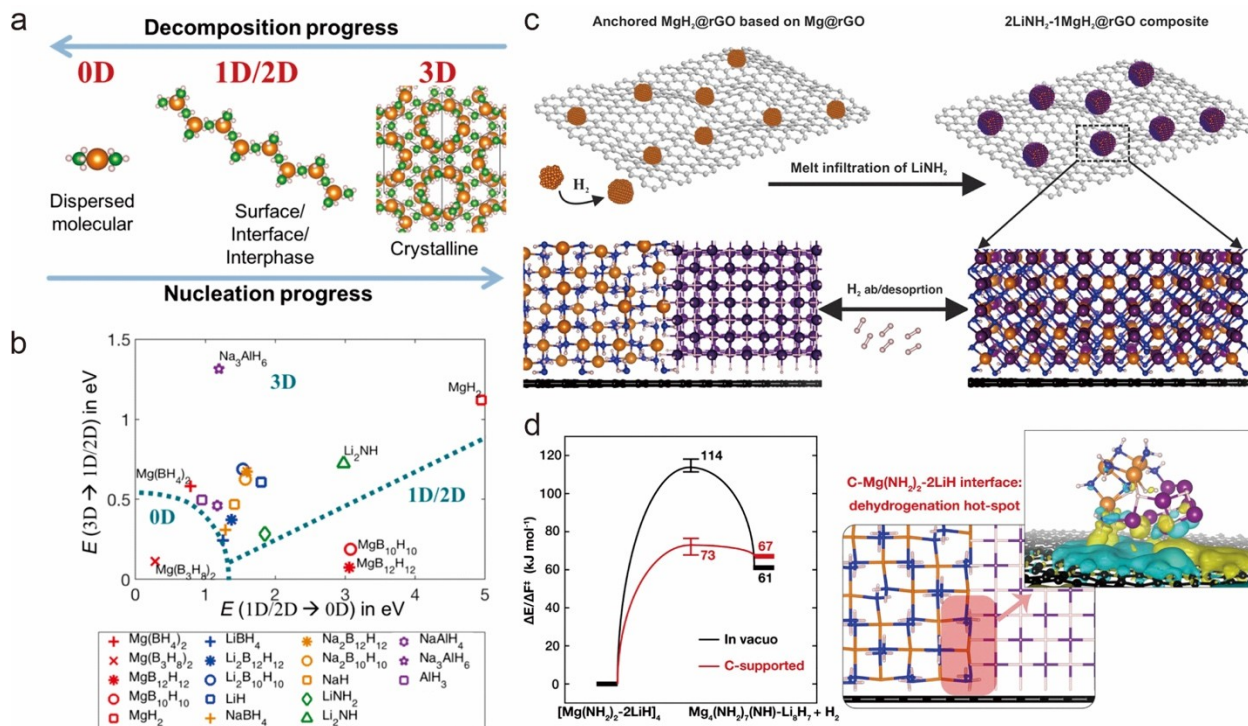 a
Decomposition progress
0D
1D/2D
3D
Dispersed
molecular
Surface/
Interface/
Interphase
Crystalline
Nucleation progress
b
E (3D → 1D/2D) in eV
1.5
1
0.5
0
0
1
2
3
4
5
E (1D/2D → 0D) in eV
Na₃AlH₆
3D
MgH₂
Li₂NH
Mg(BH₄)₂
1D/2D
0D
MgB₁₀H₁₀
MgB₁₂H₁₂
Mg(B₃H₈)₂
Mg(BH₄)₂
Mg(B₃H₈)₂
MgB₁₂H₁₂
MgB₁₀H₁₀
MgH₂
LiBH₄
Li₂B₁₂H₁₂
Li₂B₁₀H₁₀
LiH
NaBH₄
Na₂B₁₂H₁₂
Na₂B₁₀H₁₀
NaH
LiNH₂
Li₂NH
NaAlH₄
Na₃AlH₆
AlH₃
c
Anchored MgH₂@rGO based on Mg@rGO
2LiNH₂-1MgH₂@rGO composite
H₂
Melt infiltration of LiNH₂
H₂ ab/desoprtion
d
ΔE/ΔF‡ (kJ mol⁻¹)
120
100
80
60
40
20
0
114
73
67
61
In vacuo
C-supported
[Mg(NH₂)₂-2LiH]₄
Mg₄(NH₂)₇(NH)-Li₈H₇ + H₂
C-Mg(NH₂)₂-2LiH interface:
dehydrogenation hot-spot